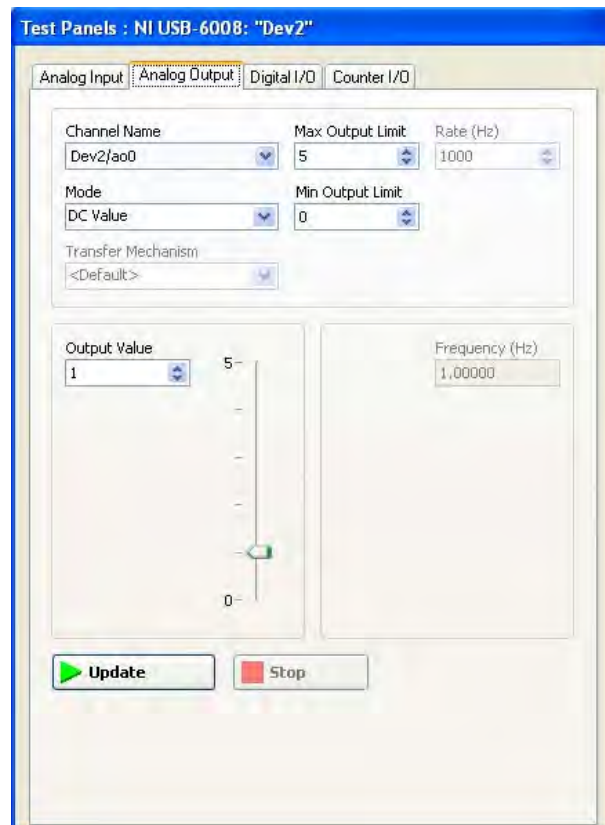 Test Panels : NI USB-6008: "Dev2"
Analog Input Analog Output Digital I/O Counter I/O
Channel Name Max Output Limit Rate (Hz)
Dev2/ao0 5 1000
Mode Min Output Limit
DC Value 0
Transfer Mechanism
<Default>
Output Value Frequency (Hz)
1 5 1,00000
0
Update Stop